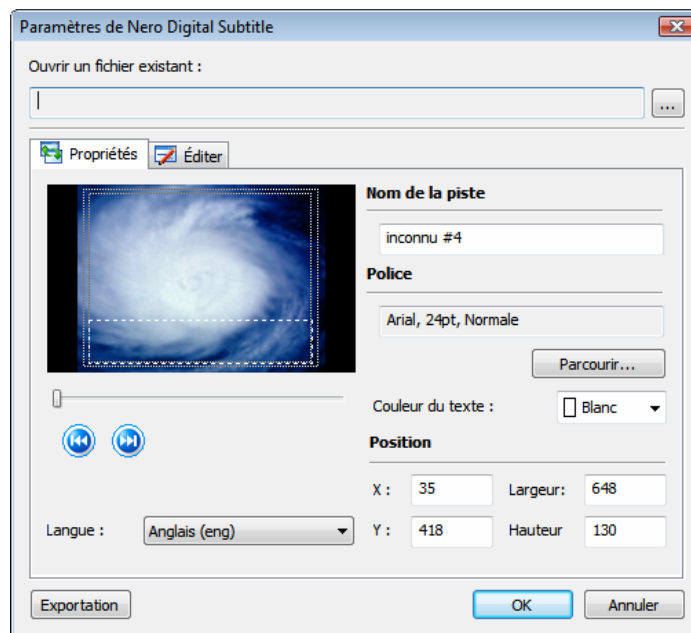 Paramètres de Nero Digital Subtitle
Ouvrir un fichier existant :
...
Propriétés
Éditer
Nom de la piste
inconnu #4
Police
Arial, 24pt, Normale
Parcourir...
Couleur du texte :
Blanc
Position
X :
35
Largeur:
648
Langue :
Anglais (eng)
Y :
418
Hauteur
130
Exportation
OK
Annuler